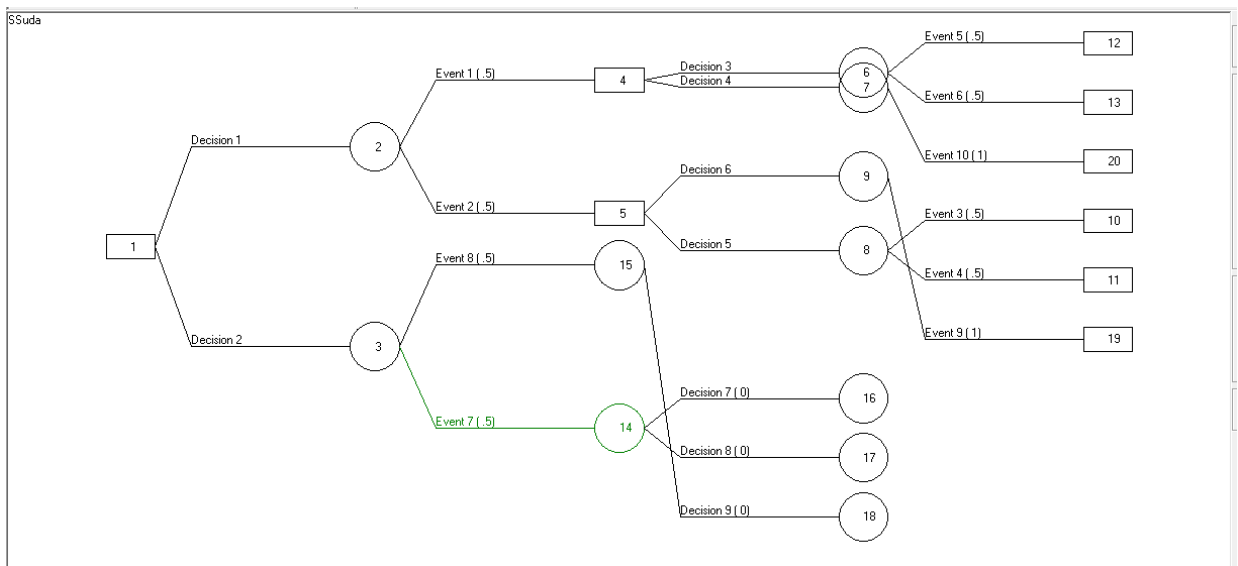 SSuda
Event 5 ( .5)
12
Event 1 ( .5)
4
Decision 3
Decision 4
6
7
Event 6 ( .5)
13
Decision 1
2
Event 10 ( 1)
20
Decision 6
9
Event 2 ( .5)
5
Event 3 ( .5)
10
1
Decision 5
8
Event 8 ( .5)
15
Event 4 ( .5)
11
Decision 2
3
Event 9 ( 1)
19
Decision 7 ( 0)
16
Event 7 ( .5)
14
Decision 8 ( 0)
17
Decision 9 ( 0)
18